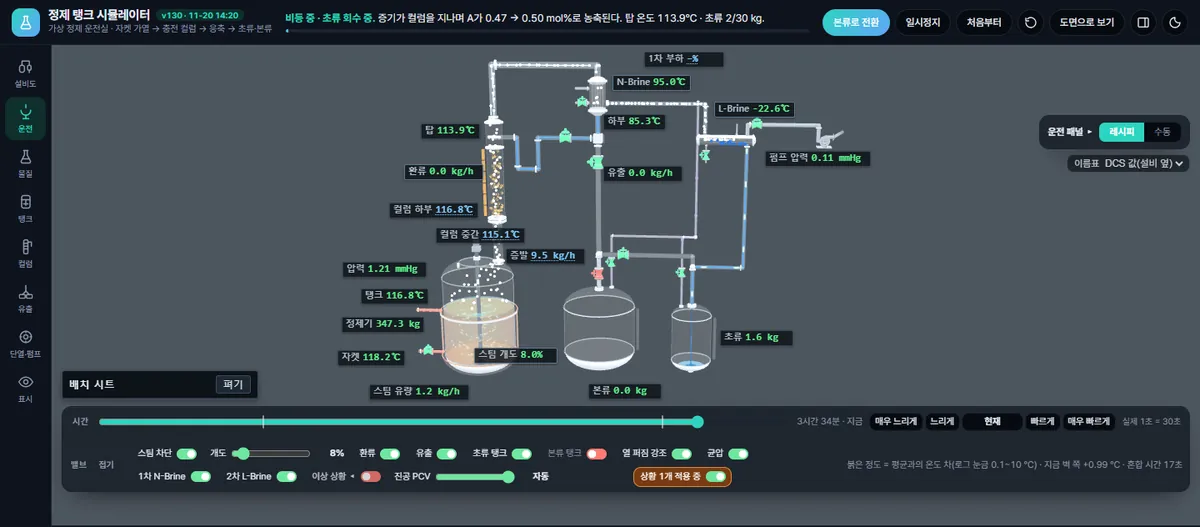 정제 탱크 시뮬레이터 v130 · 11-20 14:20
가상 정제 운전실 · 자켓 가열 → 충전 컬럼 → 응축 → 초류·본류
비등 중 · 초류 회수 중. 증기가 컬럼을 지나며 A가 0.47 → 0.50 mol%로 농축된다. 탑 온도 113.9℃ · 초류 2/30 kg.
본류로 전환
일시정지
처음부터
도면으로 보기
설비도
운전
물질
탱크
컬럼
유출
단열·펌프
표시
1차 부하 -%
N-Brine 95.0℃
L-Brine -22.6℃
하부 85.3℃
탑 113.9℃
펌프 압력 0.11 mmHg
환류 0.0 kg/h
유출 0.0 kg/h
컬럼 하부 116.8℃
컬럼 중간 115.1℃
증발 9.5 kg/h
압력 1.21 mmHg
탱크 116.8℃
정제기 347.3 kg
초류 1.6 kg
자켓 118.2℃
스팀 개도 8.0%
스팀 유량 1.2 kg/h
본류 0.0 kg
운전 패널 ▸ 레시피 수동
이름표 DCS 값(설비 옆)
배치 시트 펴기
시간
3시간 34분 · 지금
매우 느리게 느리게 현재 빠르게 매우 빠르게 실제 1초 = 30초
밸브 접기
스팀 차단 개도 8% 환류 유출 초류 탱크 본류 탱크 열 퍼짐 강조 균압
1차 N-Brine 2차 L-Brine 이상 상황 진공 PCV 자동 상황 1개 적용 중
붉은 정도 = 평균과의 온도 차(로그 눈금 0.1~10 ℃) · 지금 벽 쪽 +0.99 ℃ · 혼합 시간 17초